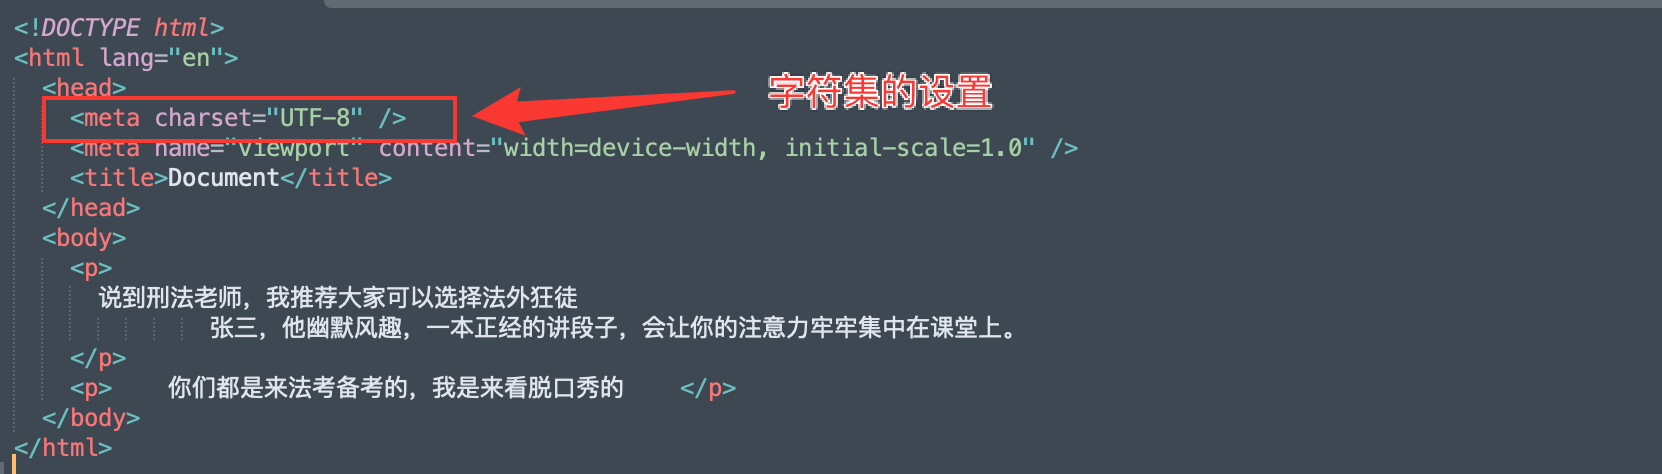 <!DOCTYPE html>
<html lang="en">
<head>
字符集的设置
<meta charset="UTF-8" />
<meta name="viewport" content="width=device-width, initial-scale=1.0" />
<title>Document</title>
</head>
<body>
<p>
说到刑法老师，我推荐大家可以选择法外狂徒
张三，他幽默风趣，一本正经的讲段子，会让你的注意力牢牢集中在课堂上。
</p>
<p> 你们都是来法考备考的，我是来看脱口秀的 </p>
</body>
</html>